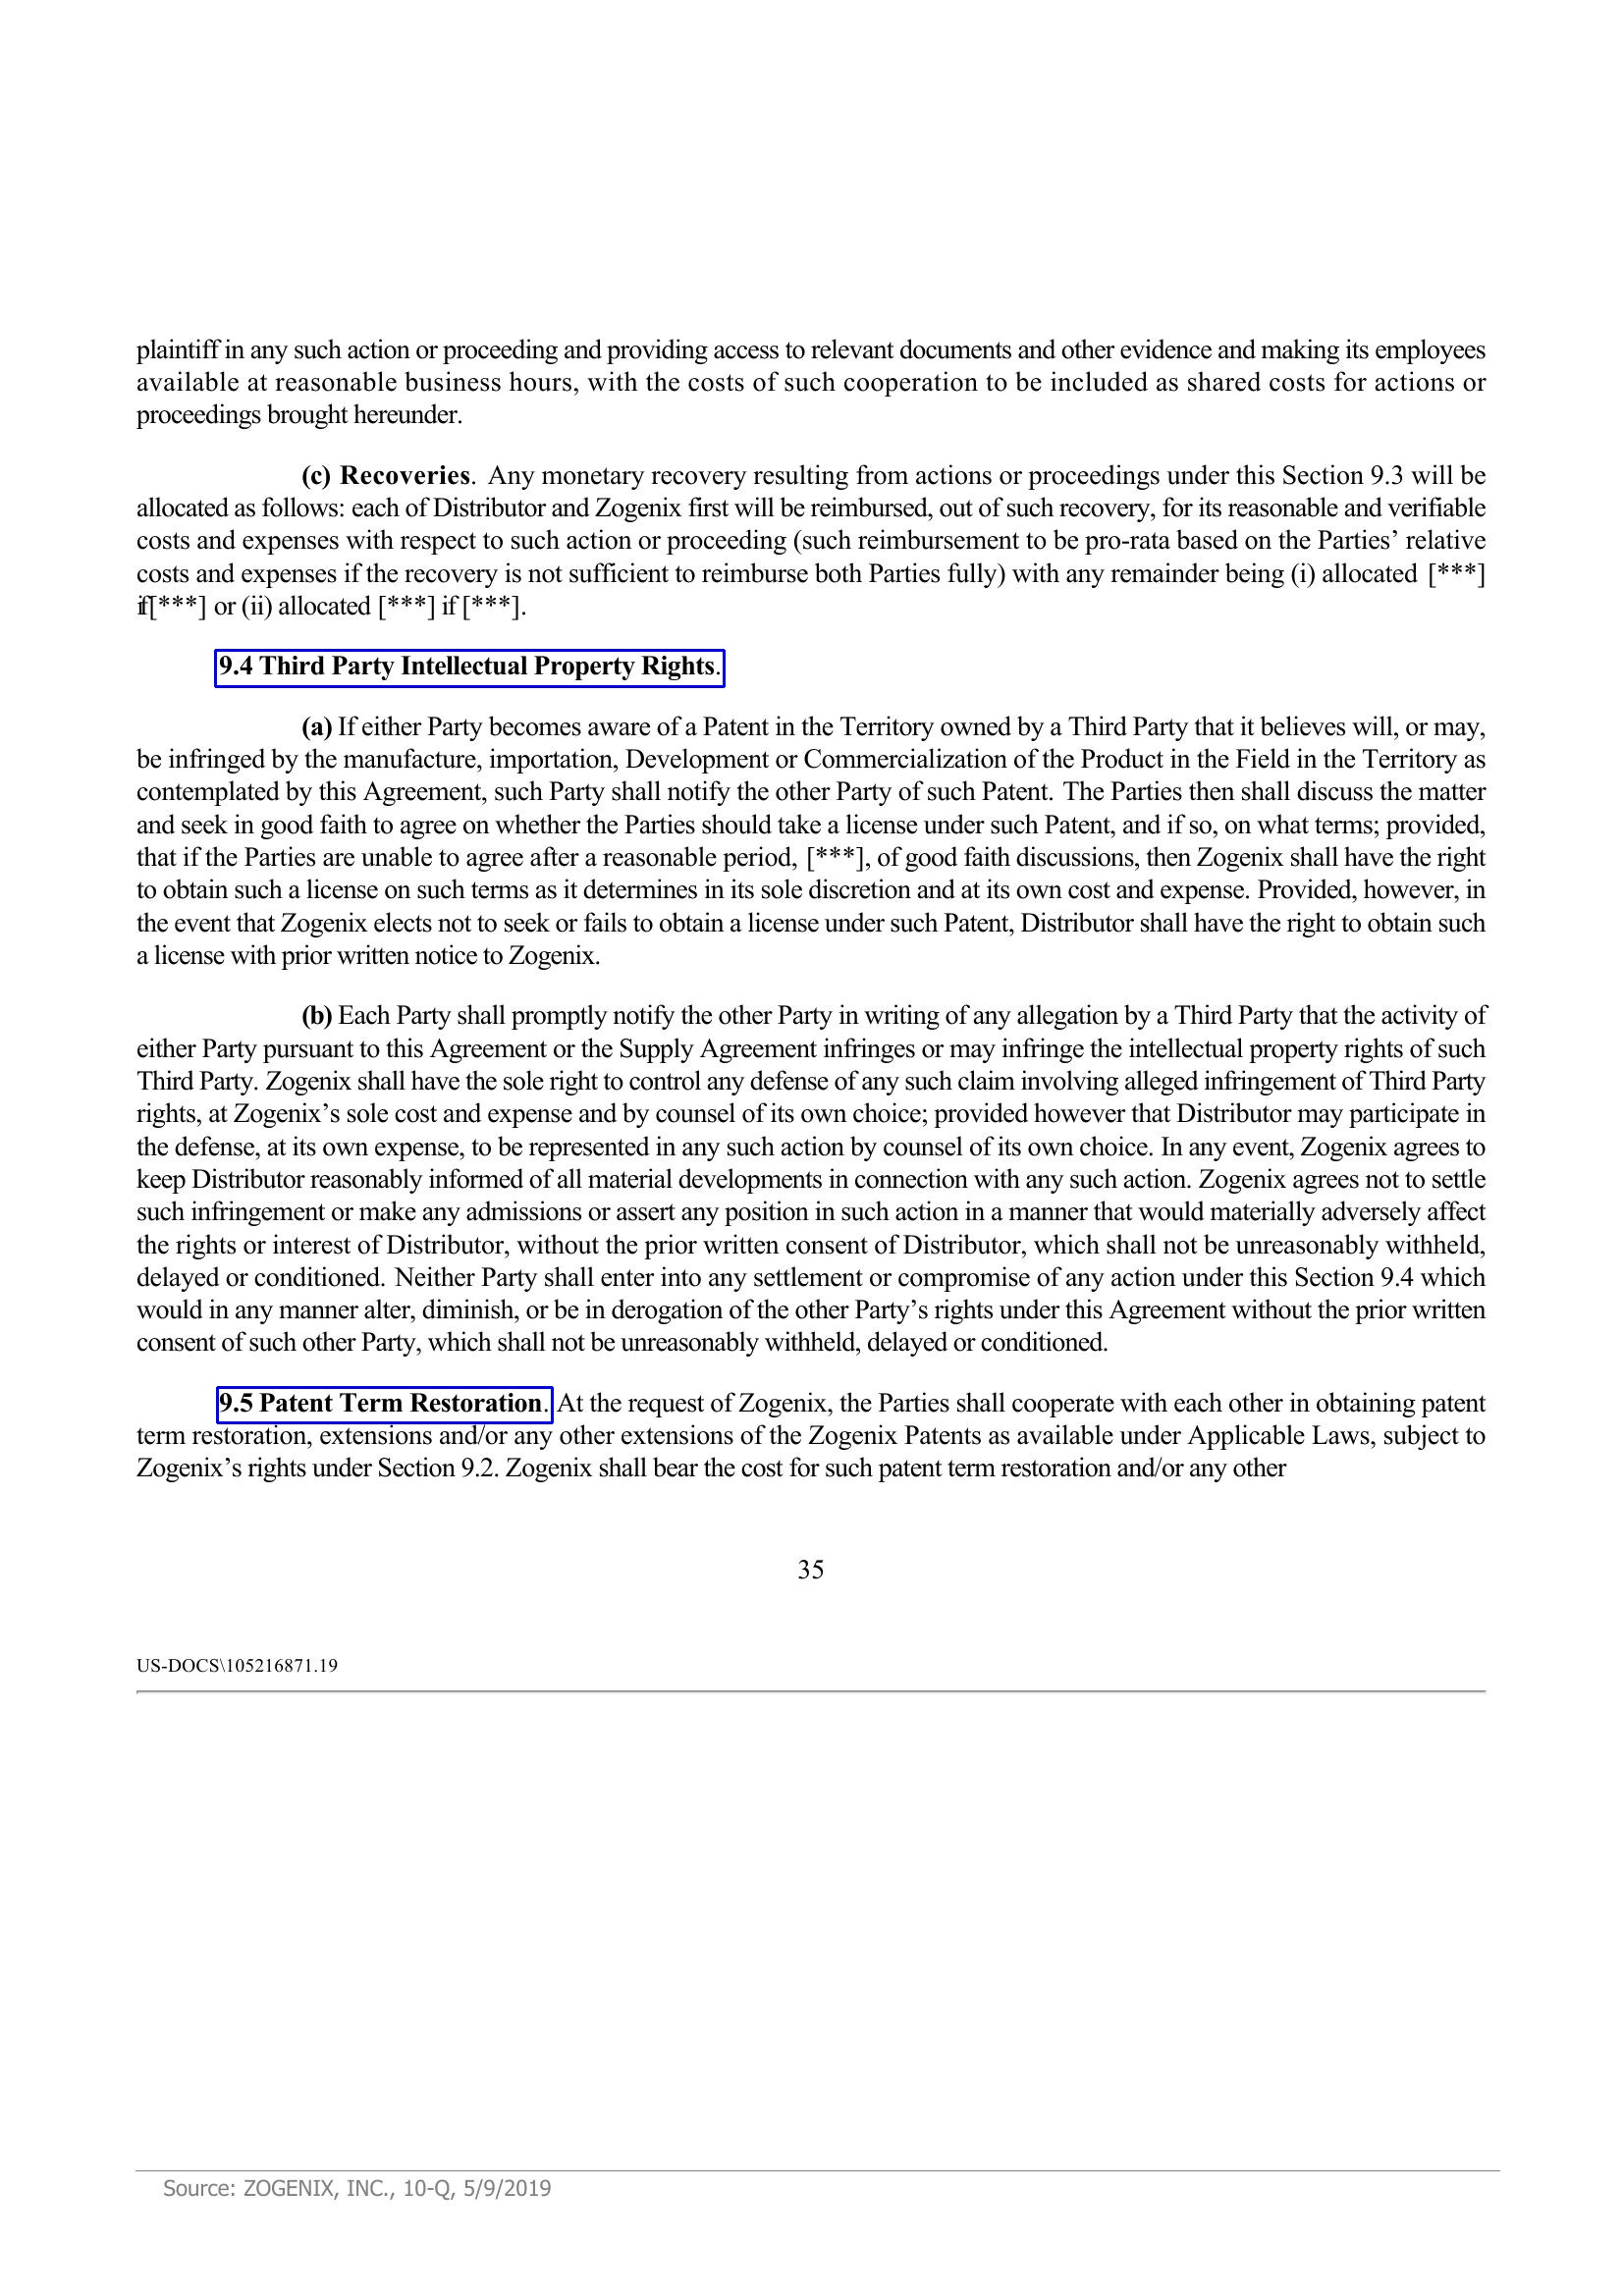 plaintiff in any such action or proceeding and providing access to relevant documents and other evidence and making its employees
available at reasonable business hours, with the costs of such cooperation to be included as shared costs for actions or
proceedings brought hereunder.
(c) Recoveries. Any monetary recovery resulting from actions or proceedings under this Section 9.3 will be
allocated as follows: each of Distributor and Zogenix first will be reimbursed, out of such recovery, for its reasonable and verifiable
costs and expenses with respect to such action or proceeding (such reimbursement to be pro-rata based on the Parties’ relative
costs and expenses if the recovery is not sufficient to reimburse both Parties fully) with any remainder being (i) allocated [***]
if[***] or (ii) allocated [***] if [***].
9.4 Third Party Intellectual Property Rights.
(a) If either Party becomes aware of a Patent in the Territory owned by a Third Party that it believes will, or may,
be infringed by the manufacture, importation, Development or Commercialization of the Product in the Field in the Territory as
contemplated by this Agreement, such Party shall notify the other Party of such Patent. The Parties then shall discuss the matter
and seek in good faith to agree on whether the Parties should take a license under such Patent, and if so, on what terms; provided,
that if the Parties are unable to agree after a reasonable period, [***], of good faith discussions, then Zogenix shall have the right
to obtain such a license on such terms as it determines in its sole discretion and at its own cost and expense. Provided, however, in
the event that Zogenix elects not to seek or fails to obtain a license under such Patent, Distributor shall have the right to obtain such
a license with prior written notice to Zogenix.
(b) Each Party shall promptly notify the other Party in writing of any allegation by a Third Party that the activity of
either Party pursuant to this Agreement or the Supply Agreement infringes or may infringe the intellectual property rights of such
Third Party. Zogenix shall have the sole right to control any defense of any such claim involving alleged infringement of Third Party
rights, at Zogenix’s sole cost and expense and by counsel of its own choice; provided however that Distributor may participate in
the defense, at its own expense, to be represented in any such action by counsel of its own choice. In any event, Zogenix agrees to
keep Distributor reasonably informed of all material developments in connection with any such action. Zogenix agrees not to settle
such infringement or make any admissions or assert any position in such action in a manner that would materially adversely affect
the rights or interest of Distributor, without the prior written consent of Distributor, which shall not be unreasonably withheld,
delayed or conditioned. Neither Party shall enter into any settlement or compromise of any action under this Section 9.4 which
would in any manner alter, diminish, or be in derogation of the other Party’s rights under this Agreement without the prior written
consent of such other Party, which shall not be unreasonably withheld, delayed or conditioned.
9.5 Patent Term Restoration. At the request of Zogenix, the Parties shall cooperate with each other in obtaining patent
term restoration, extensions and/or any other extensions of the Zogenix Patents as available under Applicable Laws, subject to
Zogenix’s rights under Section 9.2. Zogenix shall bear the cost for such patent term restoration and/or any other
35
US-DOCS\105216871.19
Source: ZOGENIX, INC., 10-Q, 5/9/2019